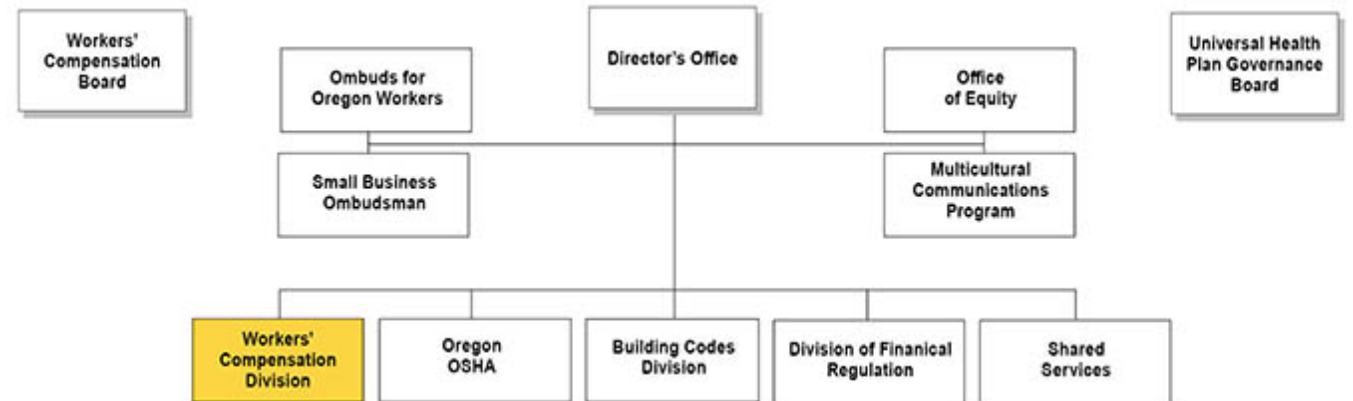 Workers'
Compensation
Board
Ombuds for
Oregon Workers
Director's Office
Office
of Equity
Universal Health
Plan Governance
Board
Small Business
Ombudsman
Multicultural
Communications
Program
Workers'
Compensation
Division
Oregon
OSHA
Building Codes
Division
Division of Finanical
Regulation
Shared
Services